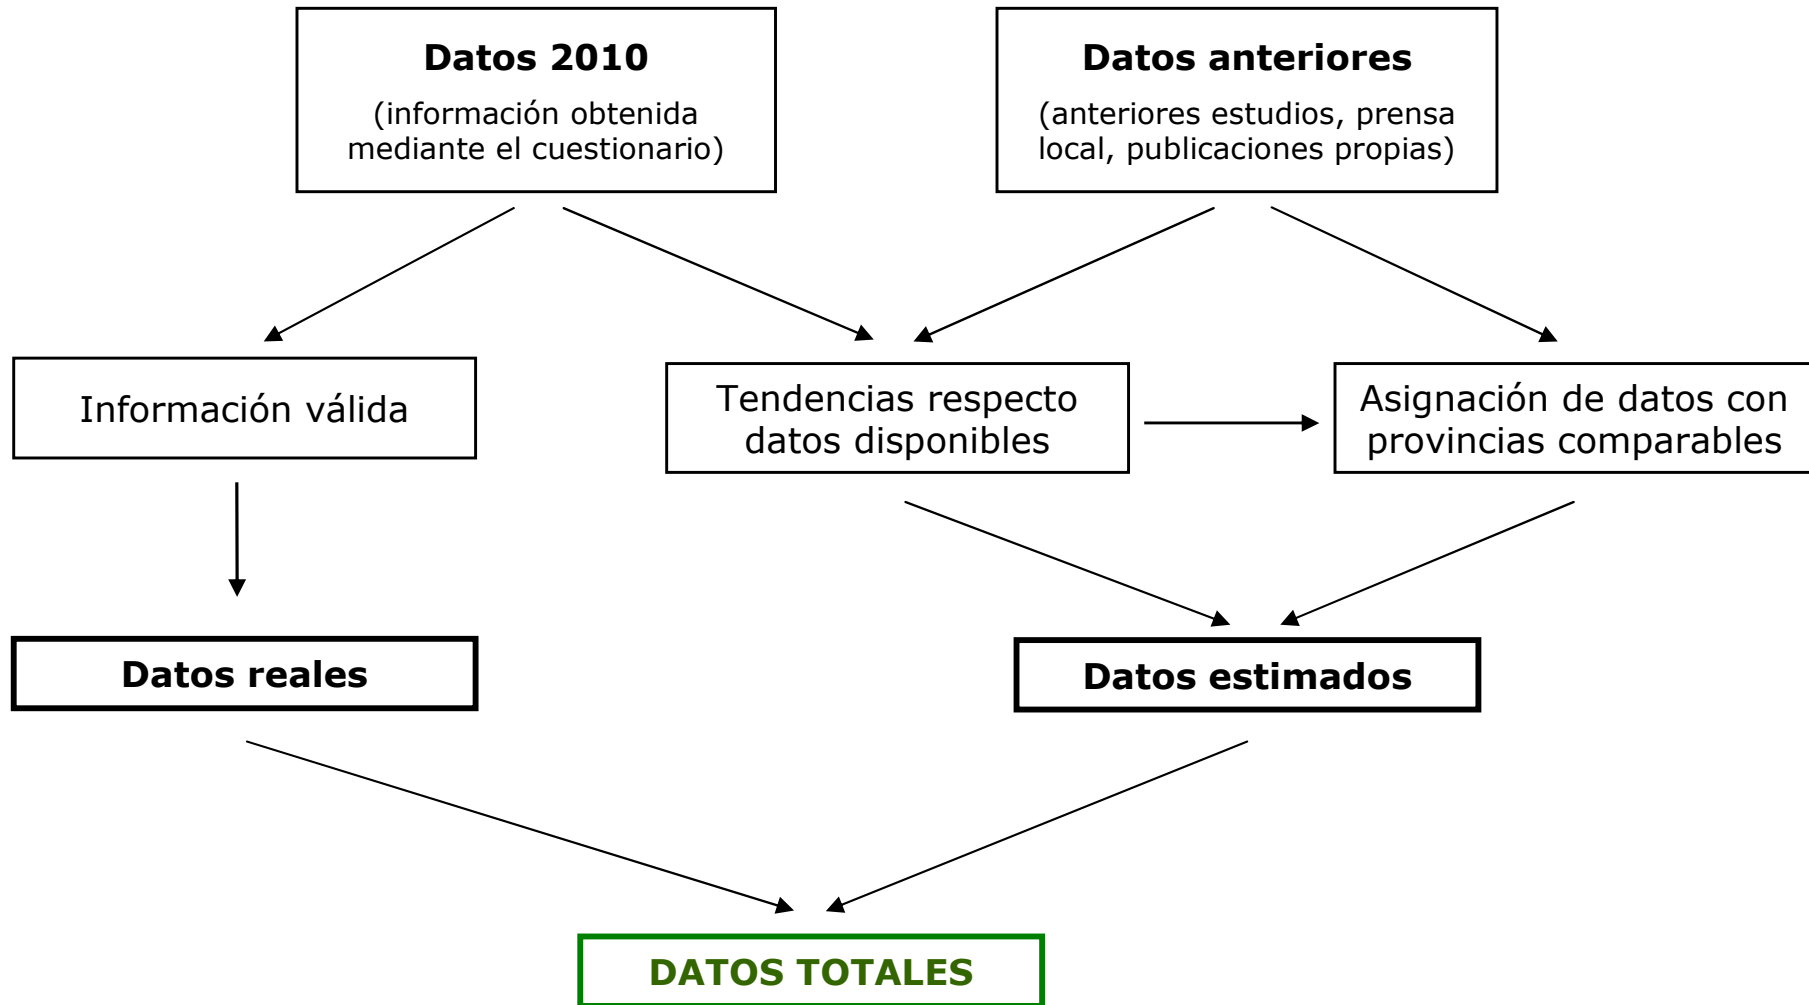 Datos 2010
(información obtenida
mediante el cuestionario)
Datos anteriores
(anteriores estudios, prensa
local, publicaciones propias)
Información válida
Tendencias respecto
datos disponibles
Asignación de datos con
provincias comparables
Datos reales
Datos estimados
DATOS TOTALES